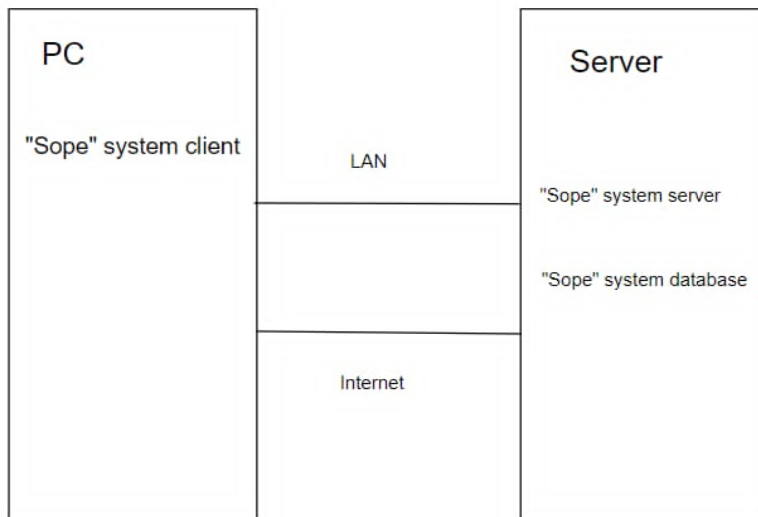 PC
"Sope" system client
LAN
Internet
Server
"Sope" system server
"Sope" system database